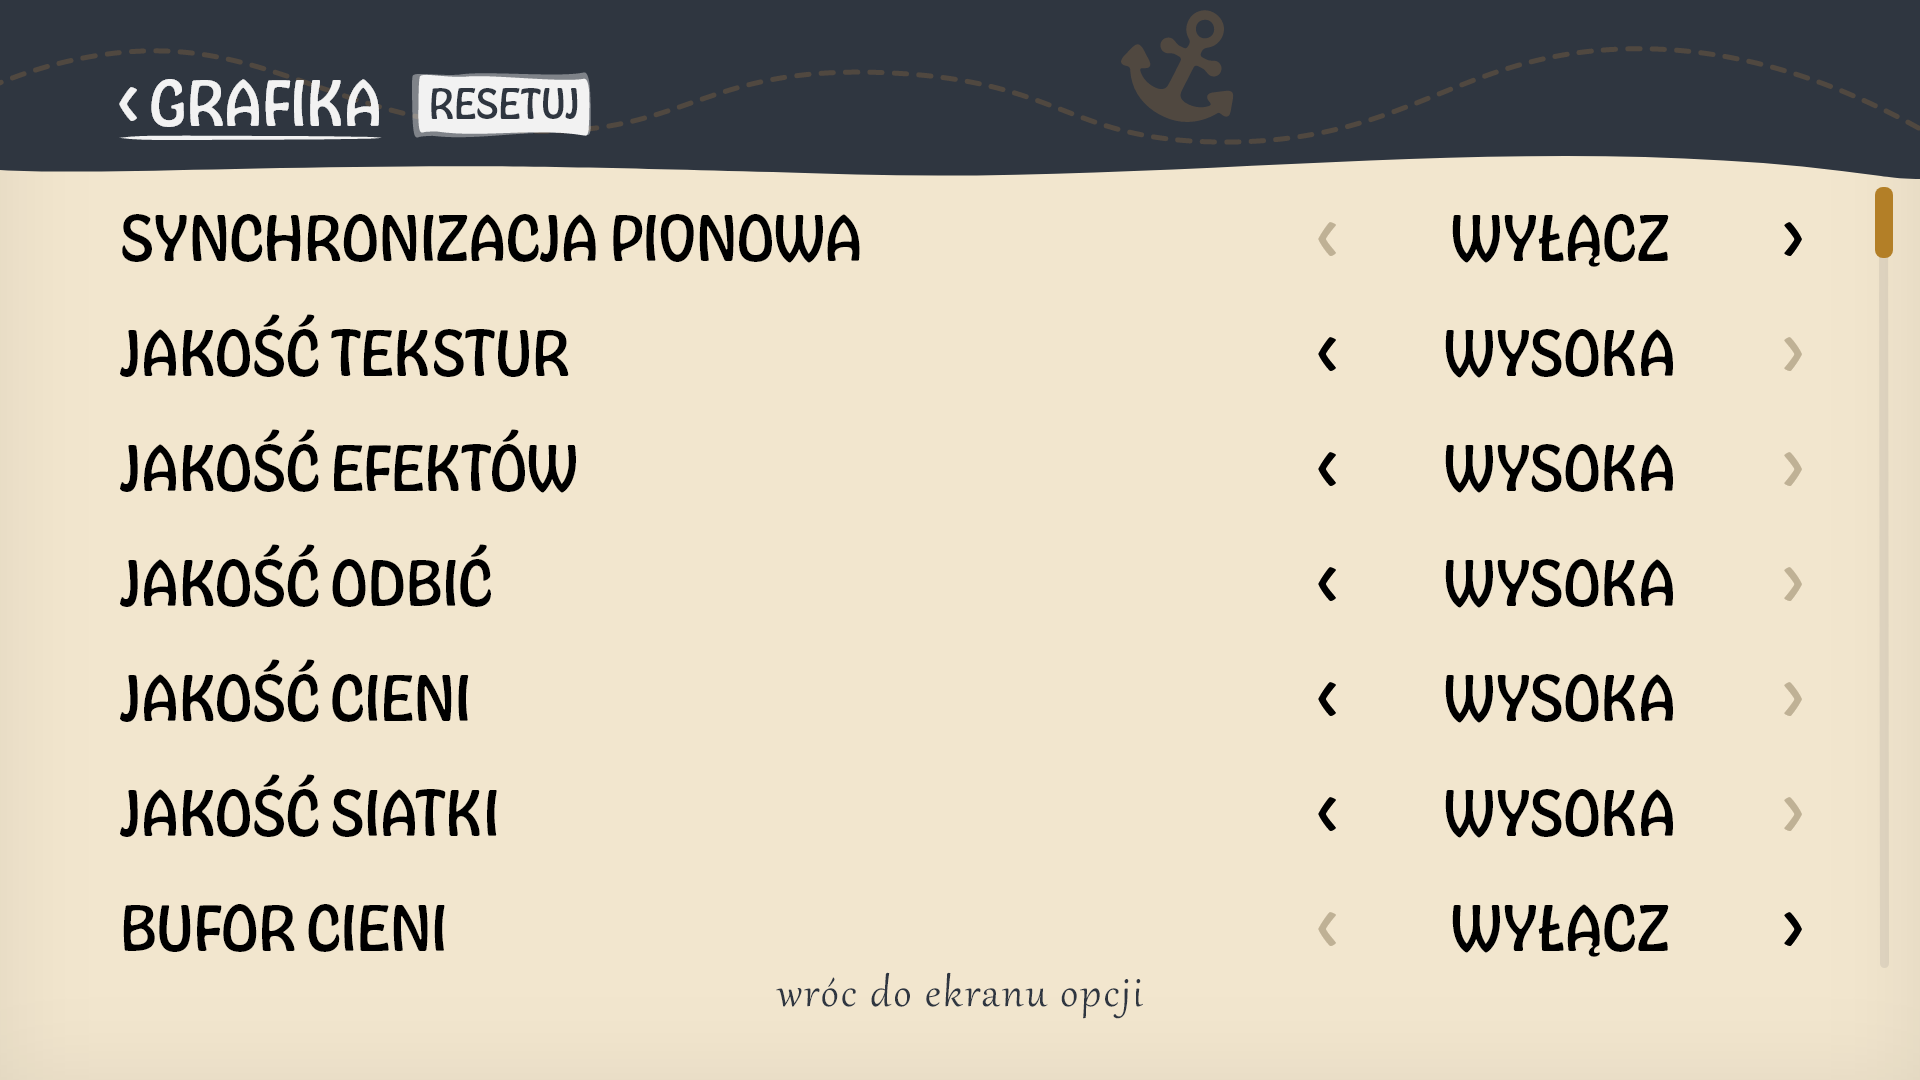 GRAFIKA RESETUJ
SYNCHRONIZACJA PIONOWA WYŁĄCZ
JAKOŚĆ TEKSTUR WYSOKA
JAKOŚĆ EFEKTÓW WYSOKA
JAKOŚĆ ODBIĆ WYSOKA
JAKOŚĆ CIENI WYSOKA
JAKOŚĆ SIATKI WYSOKA
BUFOR CIENI WYŁĄCZ
wróc do ekranu opcji